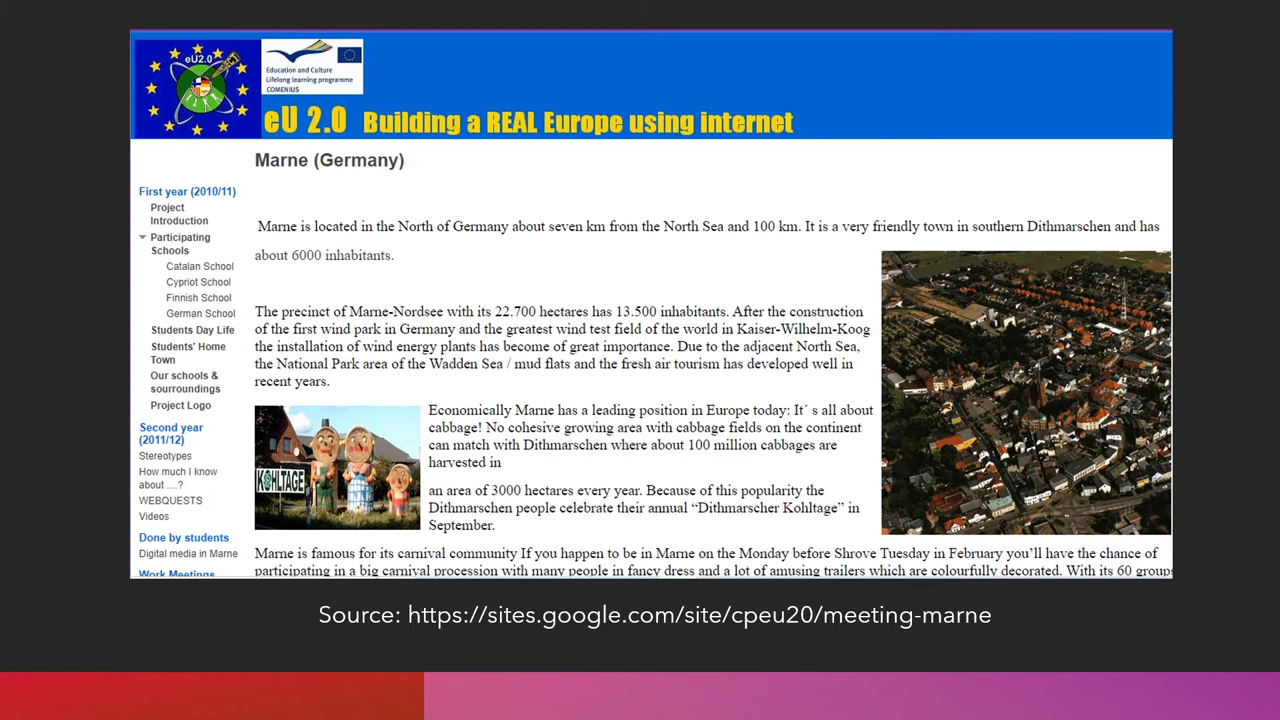 eU2.0
Education and Culture
Lifelong learning programme
COMENIUS
eU 2.0 Building a REAL Europe using internet
Marne (Germany)
First year (2010/11)
Project
Introduction
Participating
Schools
Catalan School
Cypriot School
Finnish School
German School
Students Day Life
Students' Home
Town
Our schools &
sourroundings
Project Logo
Second year
(2011/12)
Stereotypes
How much I know
about ....?
WEBQUESTS
Videos
Done by students
Digital media in Marne
Work Meetings
Marne is located in the North of Germany about seven km from the North Sea and 100 km. It is a very friendly town in southern Dithmarschen and has
about 6000 inhabitants.
The precinct of Marne-Nordsee with its 22.700 hectares has 13.500 inhabitants. After the construction
of the first wind park in Germany and the greatest wind test field of the world in Kaiser-Wilhelm-Koog
the installation of wind energy plants has become of great importance. Due to the adjacent North Sea,
the National Park area of the Wadden Sea / mud flats and the fresh air tourism has developed well in
recent years.
KOHLTAGE
Economically Marne has a leading position in Europe today: It´ s all about
cabbage! No cohesive growing area with cabbage fields on the continent
can match with Dithmarschen where about 100 million cabbages are
harvested in
an area of 3000 hectares every year. Because of this popularity the
Dithmarschen people celebrate their annual “Dithmarscher Kohltage” in
September.
Marne is famous for its carnival community If you happen to be in Marne on the Monday before Shrove Tuesday in February you’ll have the chance of
participating in a big carnival procession with many people in fancy dress and a lot of amusing trailers which are colourfully decorated. With its 60 groups
Source: https://sites.google.com/site/cpeu20/meeting-marne